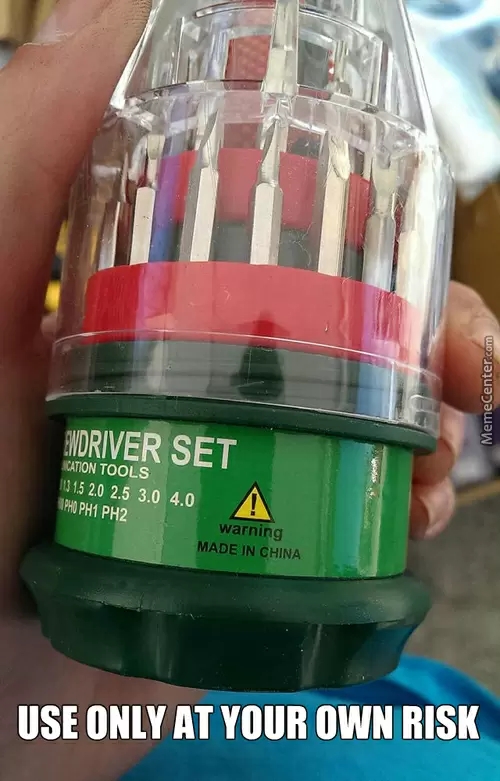 EWDRIVER SET
UNICATION TOOLS
1.3 1.5 2.0 2.5 3.0 4.0
PH0 PH1 PH2
warning
MADE IN CHINA
MemeCenter.com
USE ONLY AT YOUR OWN RISK